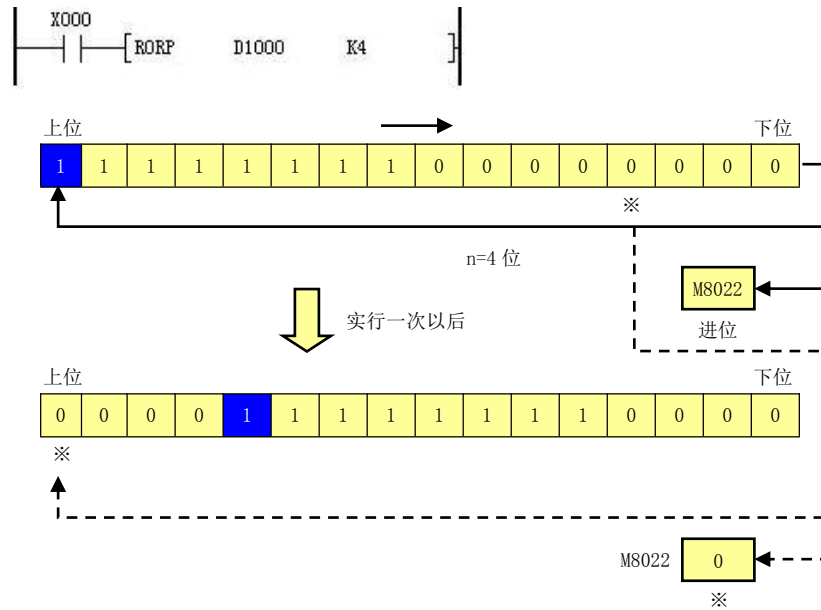 X000
RORP D1000 K4
上位 下位
1 1 1 1 1 1 1 1 0 0 0 0 0 0 0 0
※
n=4 位
M8022
进位
实行一次以后
上位 下位
0 0 0 0 1 1 1 1 1 1 1 1 0 0 0 0
※
M8022 0
※